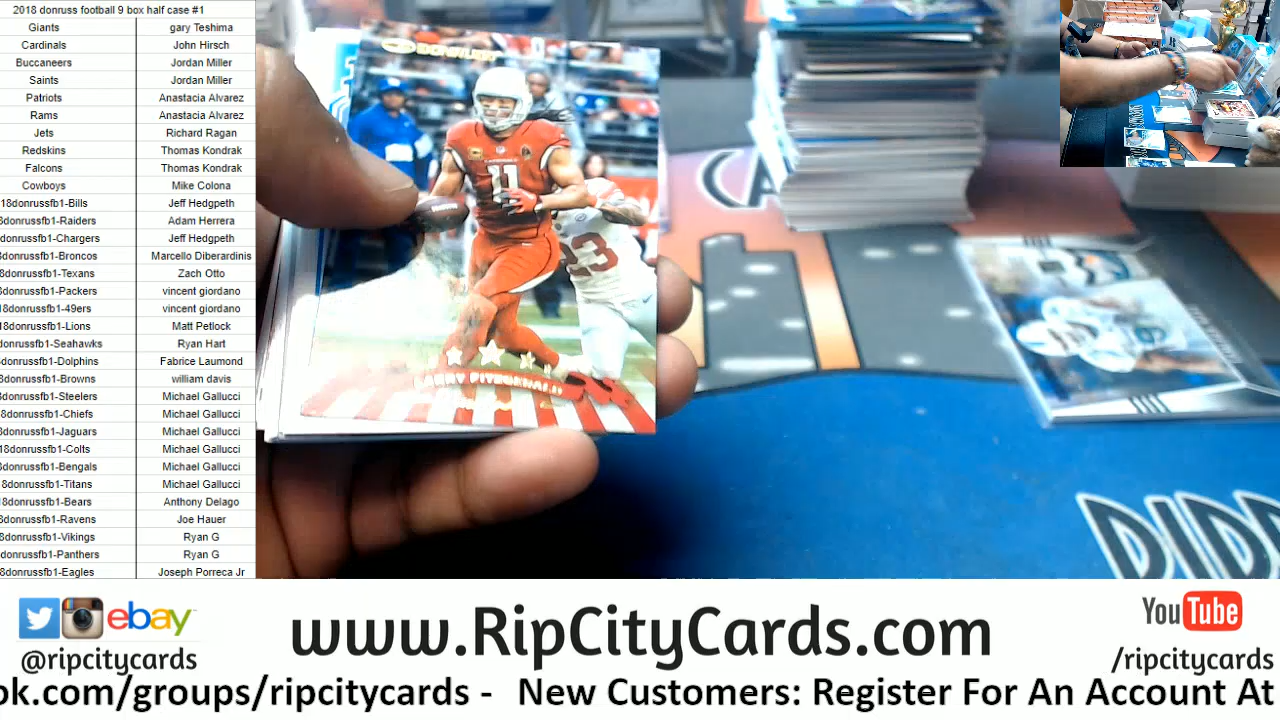 2018 donruss football 9 box half case #1
Giants gary Teshima
Cardinals John Hirsch
Buccaneers Jordan Miller
Saints Jordan Miller
Patriots Anastacia Alvarez
Rams Anastacia Alvarez
Jets Richard Ragan
Redskins Thomas Kondrak
Falcons Thomas Kondrak
Cowboys Mike Colona
18donrussfb1-Bills Jeff Hedgpeth
8donrussfb1-Raiders Adam Herrera
donrussfb1-Chargers Jeff Hedgpeth
8donrussfb1-Broncos Marcello Diberardinis
8donrussfb1-Texans Zach Otto
8donrussfb1-Packers vincent giordano
18donrussfb1-49ers vincent giordano
18donrussfb1-Lions Matt Petlock
donrussfb1-Seahawks Ryan Hart
8donrussfb1-Dolphins Fabrice Laumond
8donrussfb1-Browns william davis
8donrussfb1-Steelers Michael Gallucci
8donrussfb1-Chiefs Michael Gallucci
8donrussfb1-Jaguars Michael Gallucci
18donrussfb1-Colts Michael Gallucci
8donrussfb1-Bengals Michael Gallucci
8donrussfb1-Titans Michael Gallucci
18donrussfb1-Bears Anthony Delago
8donrussfb1-Ravens Joe Hauer
8donrussfb1-Vikings Ryan G
donrussfb1-Panthers Ryan G
8donrussfb1-Eagles Joseph Porreca Jr
DONRUSS
CARDINALS
11
23
LARRY FITZGERALD
CA
RIP
ebay
@ripcitycards
www.RipCityCards.com
YouTube
/ripcitycards
ok.com/groups/ripcitycards - New Customers: Register For An Account At